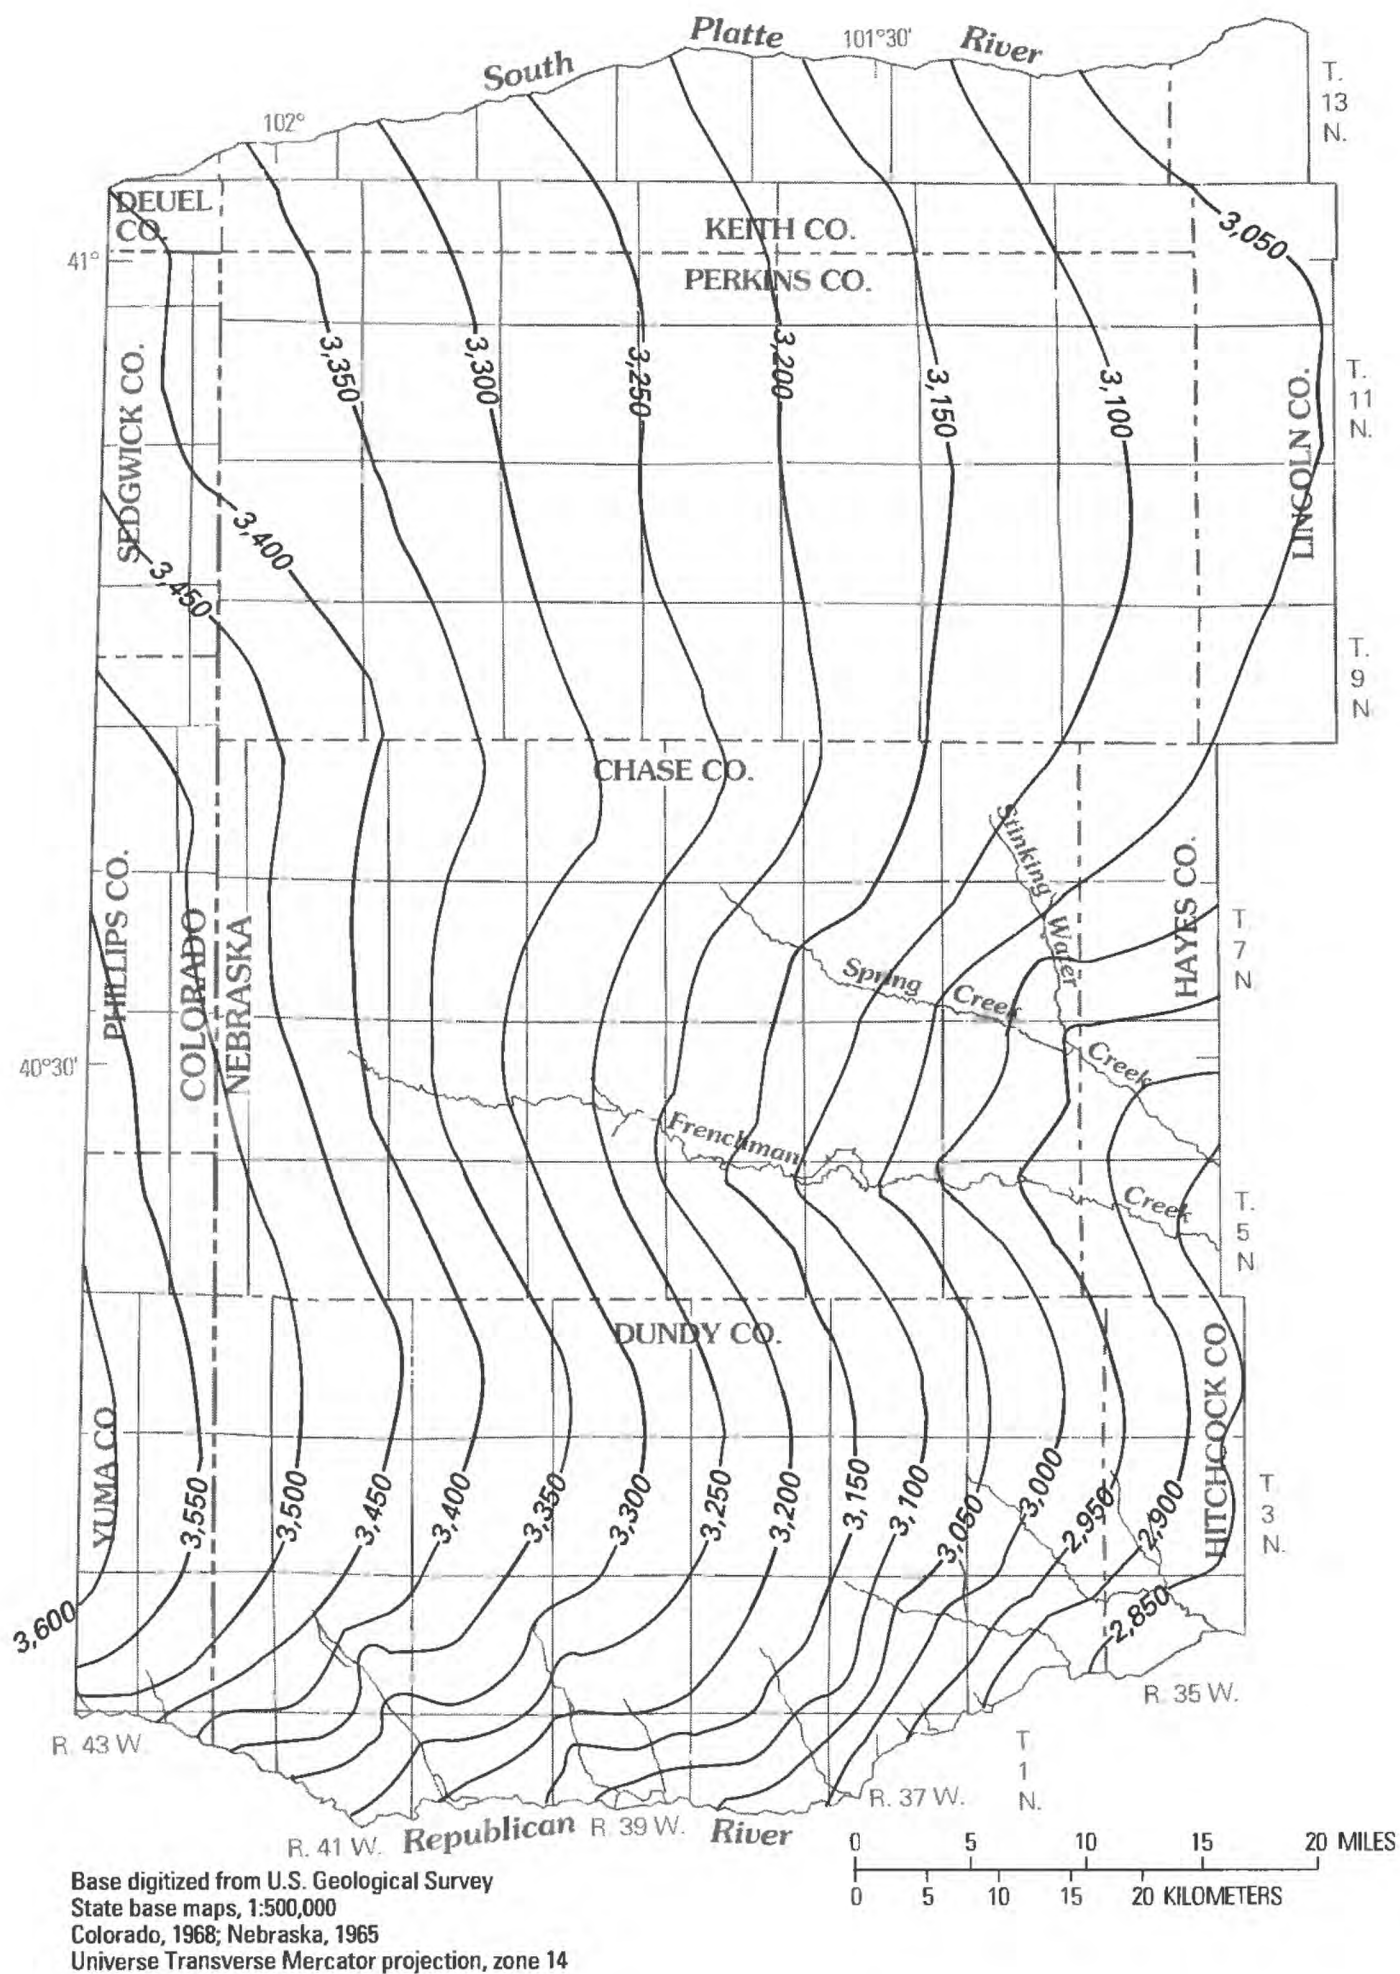 South Platte River
101°30'
102°
T. 13 N.
DEUEL CO.
KEITH CO.
3,050
41°
PERKINS CO.
3,350
3,300
3,250
3,200
3,150
3,100
SEDGWICK CO.
LINCOLN CO.
T. 11 N.
3,400
3,450
T. 9 N.
CHASE CO.
Stinking Water Creek
PHILLIPS CO.
COLORADO
NEBRASKA
HAYES CO.
T. 7 N.
Spring Creek
40°30'
Frenchman Creek
T. 5 N.
DUNDY CO.
YUMA CO.
HITCHCOCK CO.
T. 3 N.
3,550
3,500
3,450
3,400
3,350
3,300
3,250
3,200
3,150
3,100
3,050
3,000
2,950
2,900
3,600
2,850
R. 35 W.
R. 43 W.
T. 1 N.
R. 37 W.
R. 41 W.
Republican River
R. 39 W.
0 5 10 15 20 MILES
0 5 10 15 20 KILOMETERS
Base digitized from U.S. Geological Survey
State base maps, 1:500,000
Colorado, 1968; Nebraska, 1965
Universe Transverse Mercator projection, zone 14